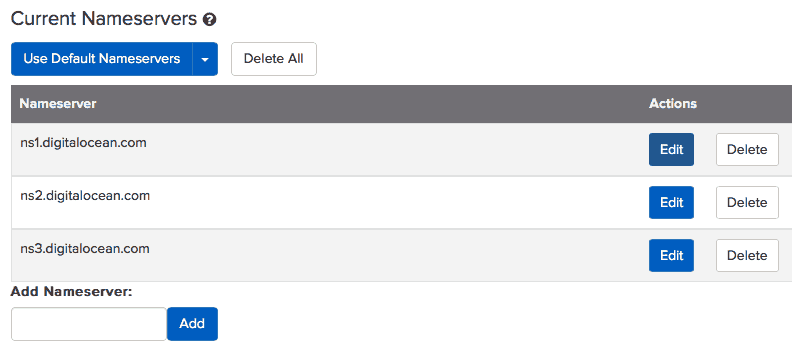 Current Nameservers ?
Use Default Nameservers Delete All
Nameserver Actions
ns1.digitalocean.com Edit Delete
ns2.digitalocean.com Edit Delete
ns3.digitalocean.com Edit Delete
Add Nameserver:
Add